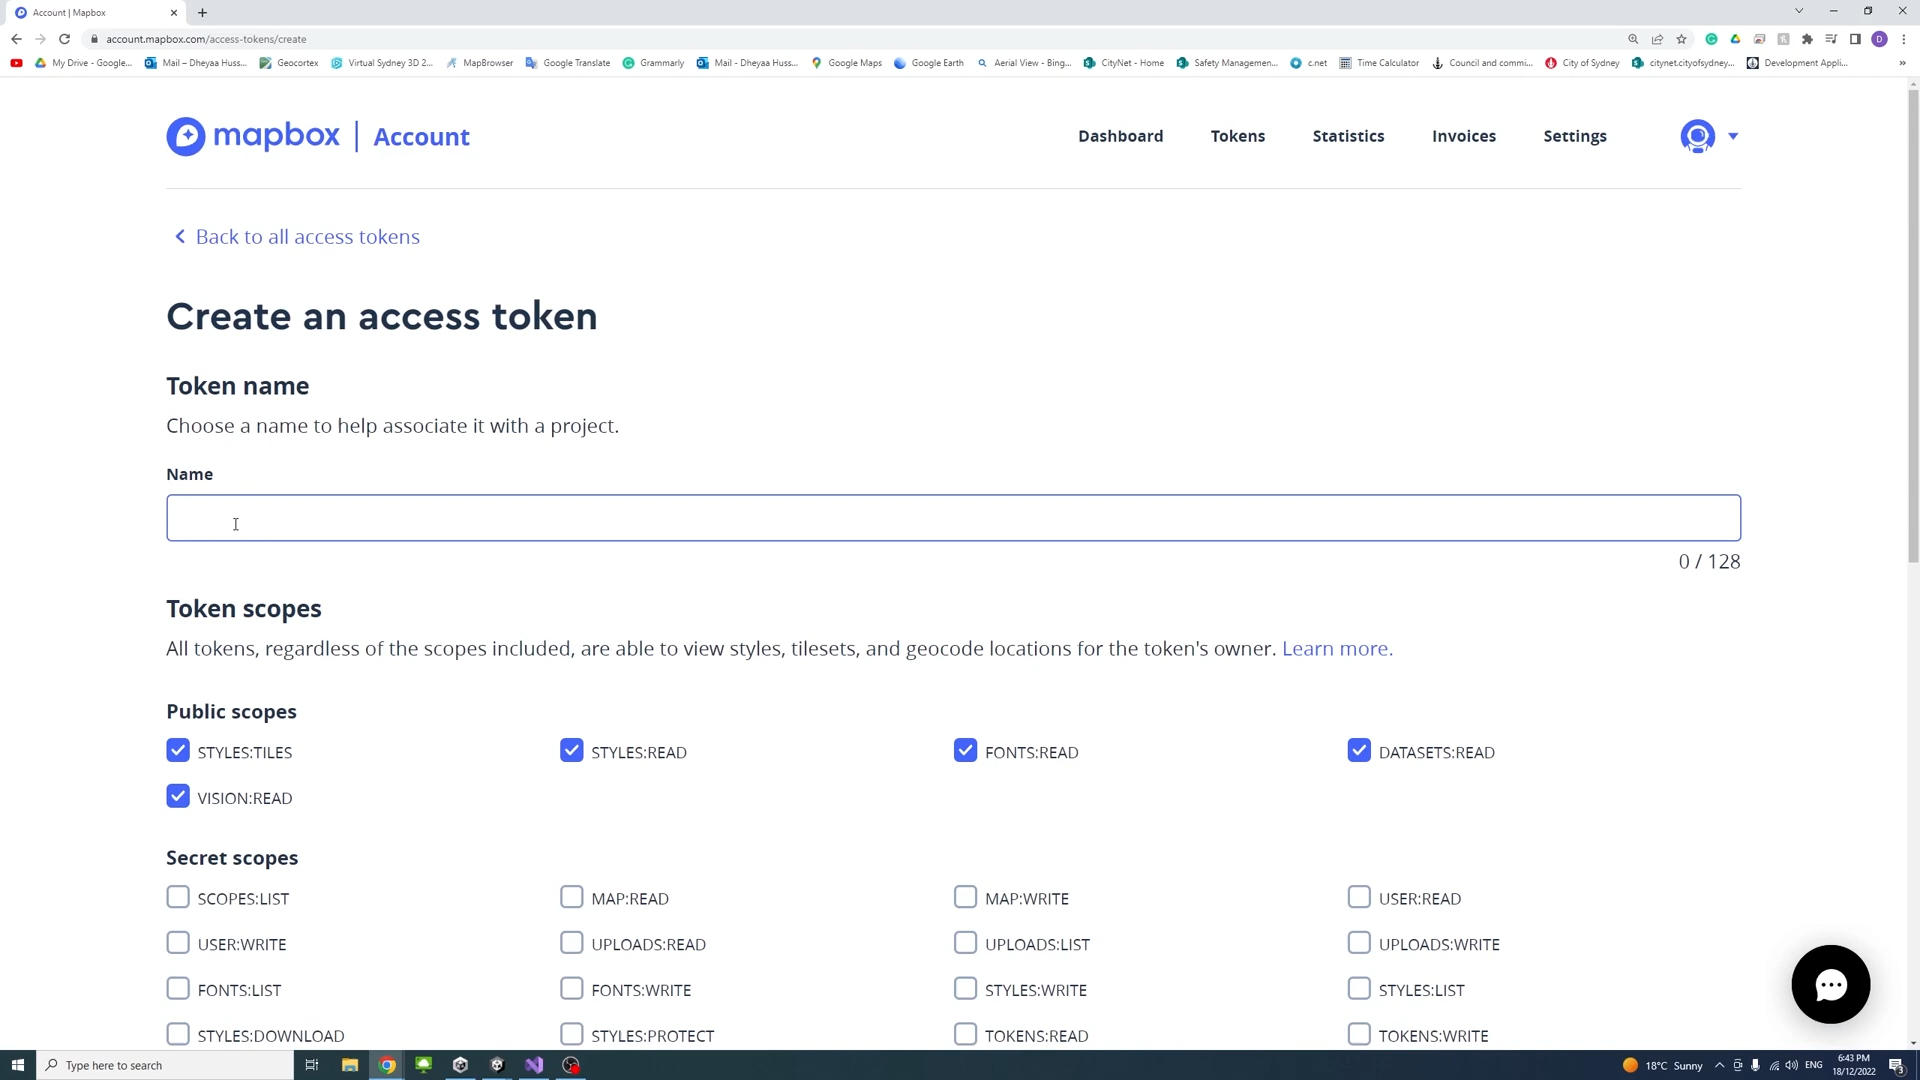 Account | Mapbox
account.mapbox.com/access-tokens/create
My Drive - Google...
Mail – Dheyaa Huss...
Geocortex
Virtual Sydney 3D 2...
MapBrowser
Google Translate
Grammarly
Mail - Dheyaa Huss...
Google Maps
Google Earth
Aerial View - Bing...
CityNet - Home
Safety Managemen...
c.net
Time Calculator
Council and commi...
City of Sydney
citynet.cityofsydney...
Development Appli...
mapbox | Account
Dashboard
Tokens
Statistics
Invoices
Settings
Back to all access tokens
Create an access token
Token name
Choose a name to help associate it with a project.
Name
0 / 128
Token scopes
All tokens, regardless of the scopes included, are able to view styles, tilesets, and geocode locations for the token's owner. Learn more.
Public scopes
STYLES:TILES STYLES:READ FONTS:READ DATASETS:READ
VISION:READ
Secret scopes
SCOPES:LIST MAP:READ MAP:WRITE USER:READ
USER:WRITE UPLOADS:READ UPLOADS:LIST UPLOADS:WRITE
FONTS:LIST FONTS:WRITE STYLES:WRITE STYLES:LIST
STYLES:DOWNLOAD STYLES:PROTECT TOKENS:READ TOKENS:WRITE
Type here to search
18°C Sunny
ENG
6:43 PM
18/12/2022
3